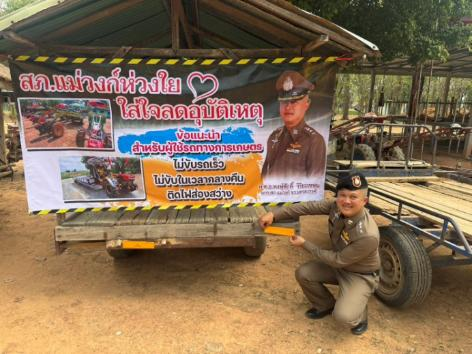 สภ.แม่วงก์ห่วงใย
ใส่ใจลดอุบัติเหตุ
ข้อแนะนำ
สำหรับผู้ใช้รถทางการเกษตร
ไม่ขับรถเร็ว
ไม่ขับในเวลากลางคืน
ติดไฟส่องสว่าง